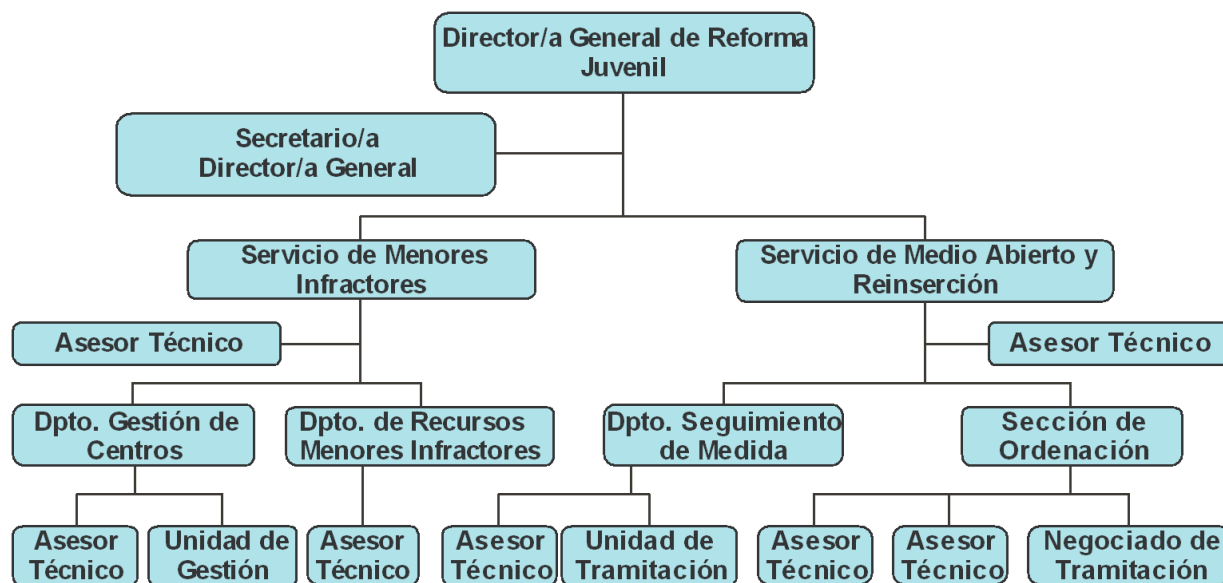 Director/a General de Reforma
Juvenil
Secretario/a
Director/a General
Servicio de Menores
Infractores
Servicio de Medio Abierto y
Reinserción
Asesor Técnico
Asesor Técnico
Dpto. Gestión de
Centros
Dpto. de Recursos
Menores Infractores
Dpto. Seguimiento
de Medida
Sección de
Ordenación
Asesor
Técnico
Unidad de
Gestión
Asesor
Técnico
Asesor
Técnico
Unidad de
Tramitación
Asesor
Técnico
Asesor
Técnico
Negociado de
Tramitación